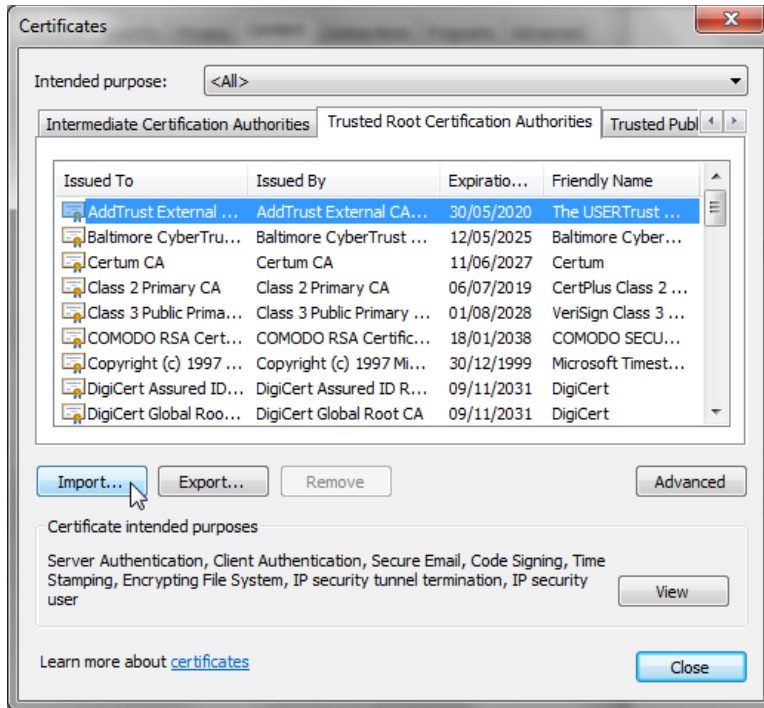 Certificates
Intended purpose: <All>
Intermediate Certification Authorities Trusted Root Certification Authorities Trusted Publ
Issued To Issued By Expiratio... Friendly Name
AddTrust External ... AddTrust External CA... 30/05/2020 The USERTrust ...
Baltimore CyberTru... Baltimore CyberTrust ... 12/05/2025 Baltimore Cyber...
Certum CA Certum CA 11/06/2027 Certum
Class 2 Primary CA Class 2 Primary CA 06/07/2019 CertPlus Class 2 ...
Class 3 Public Prima... Class 3 Public Primary ... 01/08/2028 VeriSign Class 3 ...
COMODO RSA Cert... COMODO RSA Certific... 18/01/2038 COMODO SECU...
Copyright (c) 1997 ... Copyright (c) 1997 Mi... 30/12/1999 Microsoft Timest...
DigiCert Assured ID... DigiCert Assured ID R... 09/11/2031 DigiCert
DigiCert Global Roo... DigiCert Global Root CA 09/11/2031 DigiCert
Import... Export... Remove Advanced
Certificate intended purposes
Server Authentication, Client Authentication, Secure Email, Code Signing, Time
Stamping, Encrypting File System, IP security tunnel termination, IP security
user
View
Learn more about certificates
Close